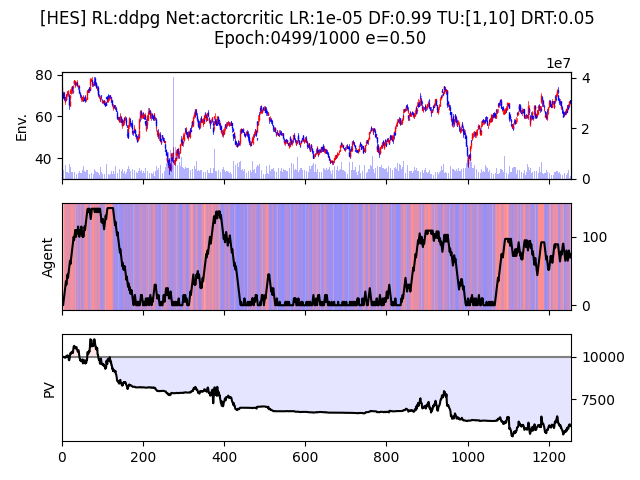 [HES] RL:ddpg Net:actorcritic LR:1e-05 DF:0.99 TU:[1,10] DRT:0.05
Epoch:0499/1000 e=0.50
1e7
80
60
40
Env.
4
2
0
Agent
100
0
PV
10000
7500
0 200 400 600 800 1000 1200